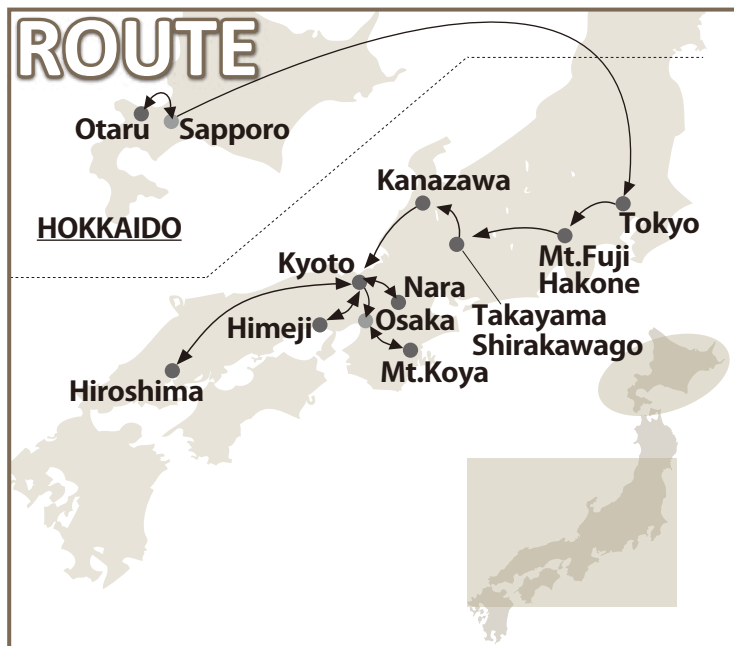 ROUTE
Otaru
Sapporo
HOKKAIDO
Kanazawa
Tokyo
Mt.Fuji
Hakone
Kyoto
Nara
Takayama
Shirakawago
Himeji
Osaka
Mt.Koya
Hiroshima